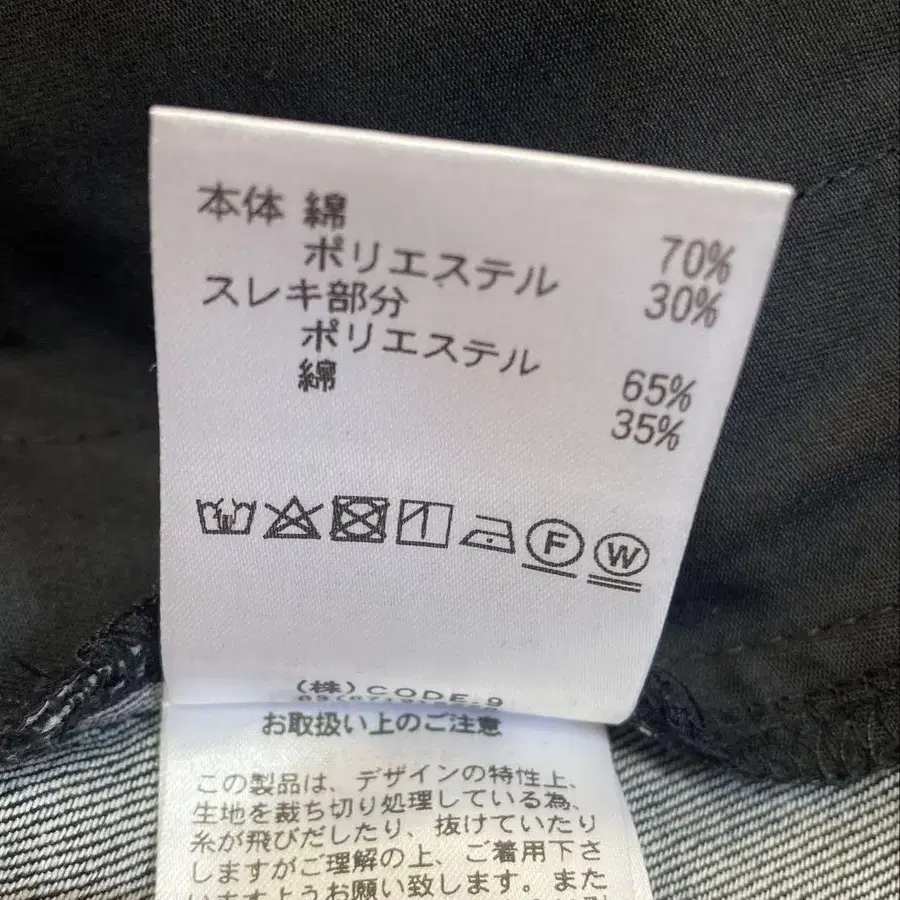 本体 綿 70%
ポリエステル 30%
スレキ部分
ポリエステル 65%
綿 35%
F W
(株)CODE.9
お取扱い上のご注意
この製品は、デザインの特性上、
生地を裁ち切り処理している為、
糸が飛びだしたり、抜けていたり
しますがご理解の上、ご着用下さ
いますようお願い致します。また